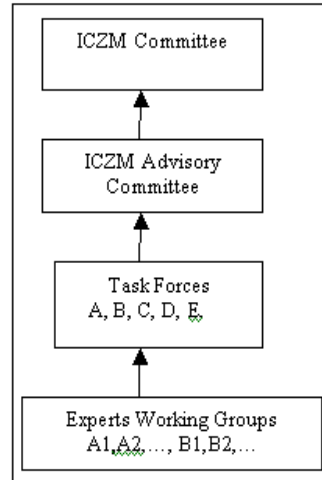 ICZM Committee
ICZM Advisory
Committee
Task Forces
A, B, C, D, E,
Experts Working Groups
A1,A2,…, B1,B2,…